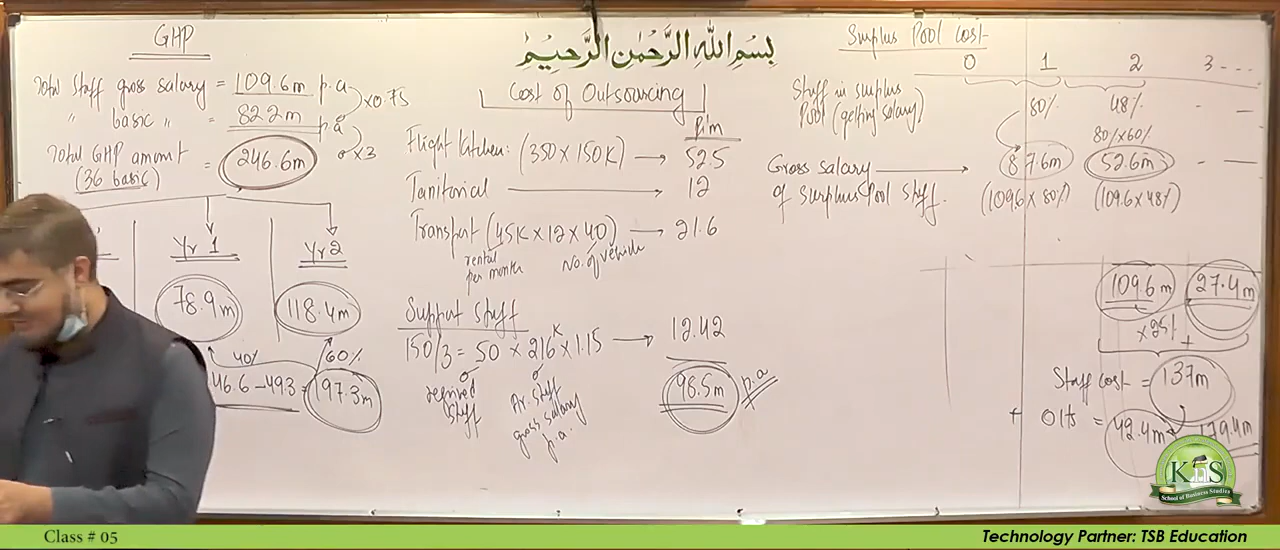 GHP
Total Staff gross salary = 109.6m p.a
" basic " = 82.2m p.a
x0.75
x3
Total GHP amount = 246.6m
(36 basic)
Yr 1
Yr 2
78.9m
118.4m
40%
60%
46.6 - 49.3 = 197.3m
بِسْمِ اللهِ الرَّحْمٰنِ الرَّحِيْمِ
Cost of Outsourcing
P.m
Flight Kitchen: (350 x 150K) → 52.5
Janitorial → 12
Transport (45K x 12 x 40) → 21.6
rental per month
No. of vehicle
Support Staff
150/3 = 50 x 216K x 1.15 → 12.42
required staff
Av. staff gross salary p.a.
98.5m p.a
Surplus Pool Cost
0 1 2 3 - - - -
Staff in surplus Pool (getting salary)
80% 48% - —
80% x 60%
Gross salary → 87.6m 52.6m - —
of Surplus Pool Staff. (109.6 x 80%) (109.6 x 48%)
109.6m 27.4m
x 25%
+
Staff cost = 137m
+ OHs = 42.4m 179.4m
KnS
School of Business Studies
Class # 05
Technology Partner: TSB Education